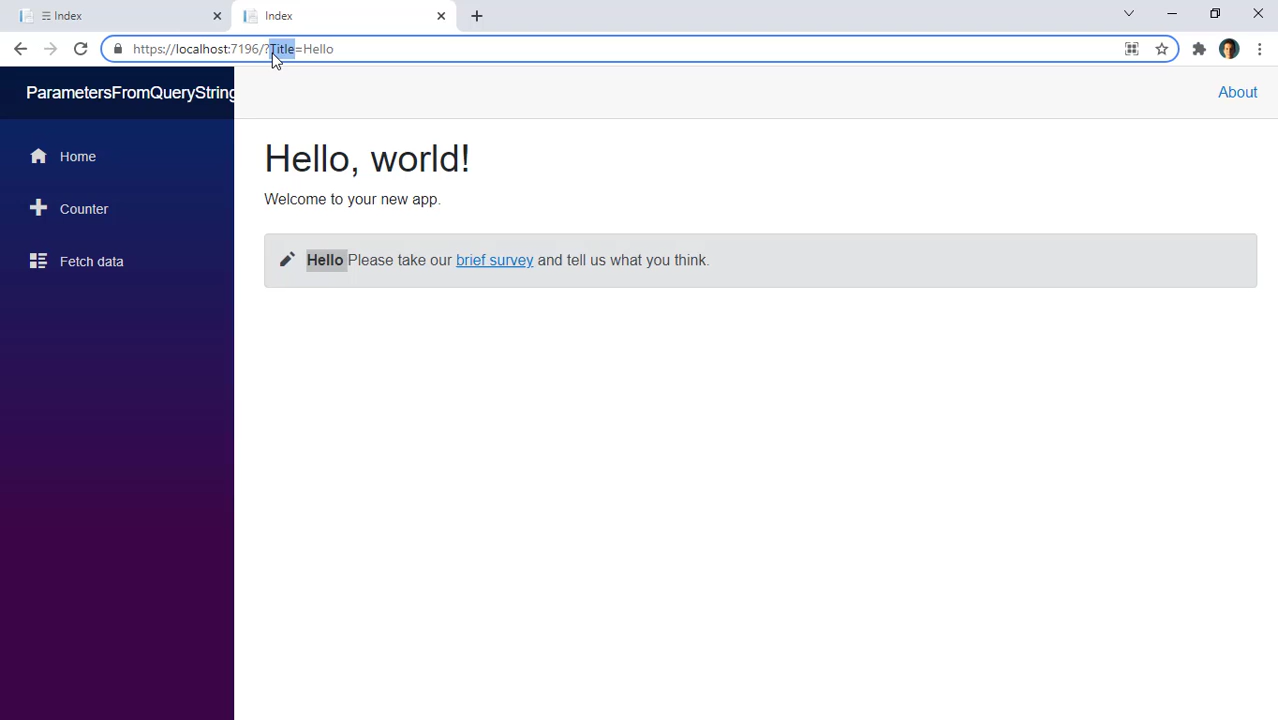 Index
Index
https://localhost:7196/?Title=Hello
ParametersFromQueryString
About
Home
Counter
Fetch data
Hello, world!
Welcome to your new app.
Hello Please take our brief survey and tell us what you think.